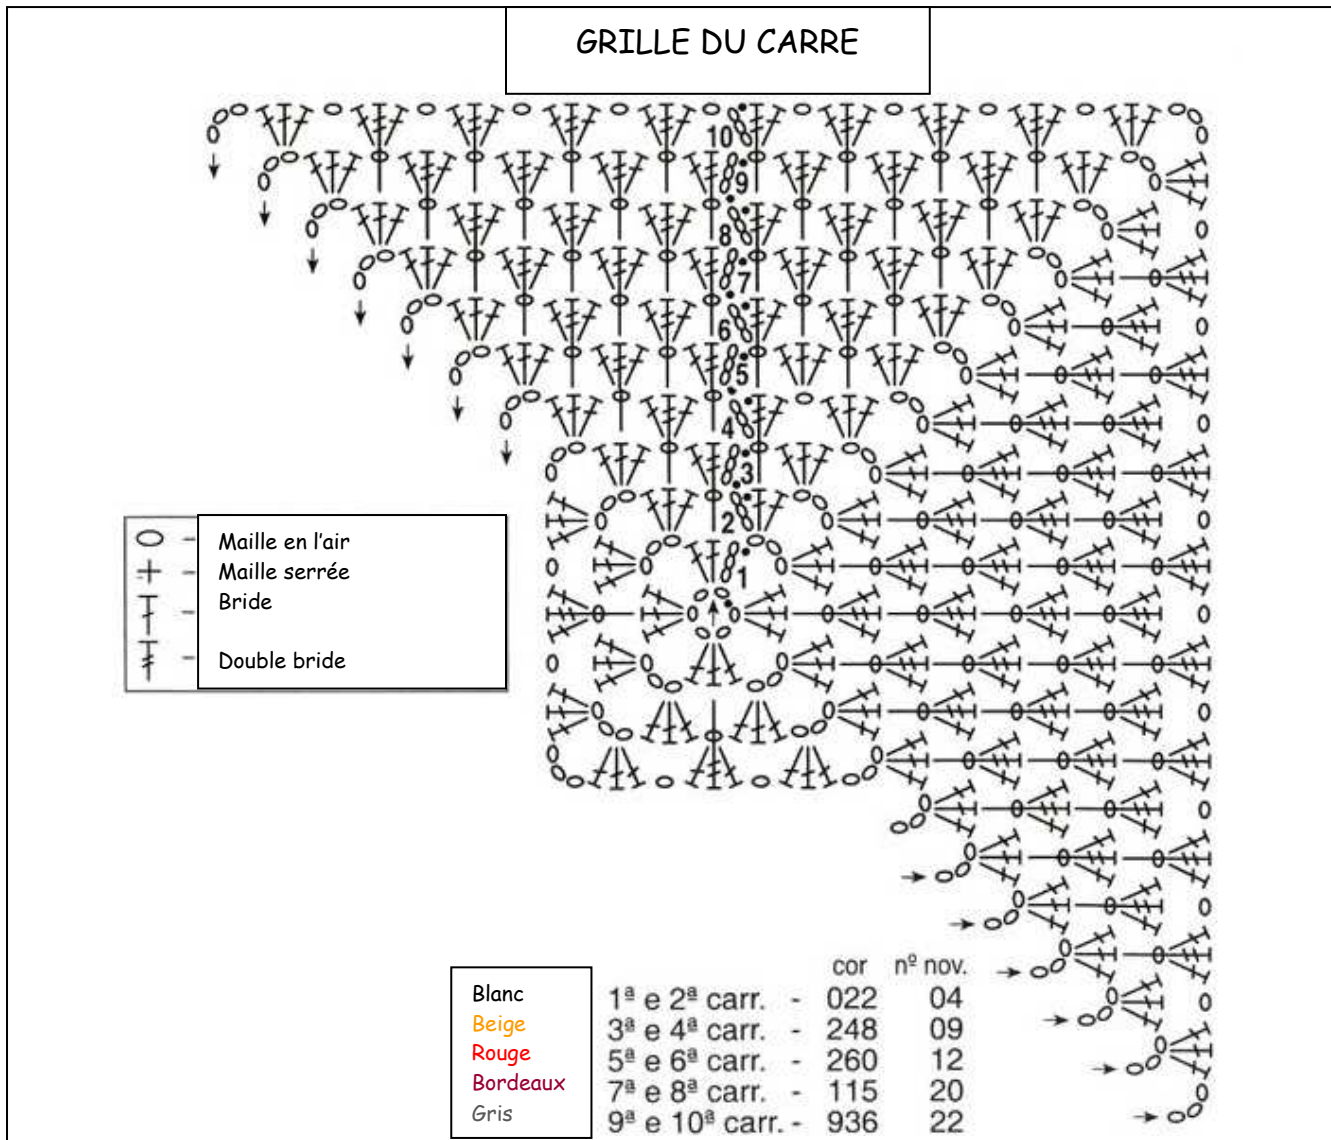 GRILLE DU CARRE
10
9
8
7
6
5
4
3
2
1
- Maille en l'air
- Maille serrée
- Bride
- Double bride
cor nº nov.
Blanc 1ª e 2ª carr. - 022 04
Beige 3ª e 4ª carr. - 248 09
Rouge 5ª e 6ª carr. - 260 12
Bordeaux 7ª e 8ª carr. - 115 20
Gris 9ª e 10ª carr. - 936 22